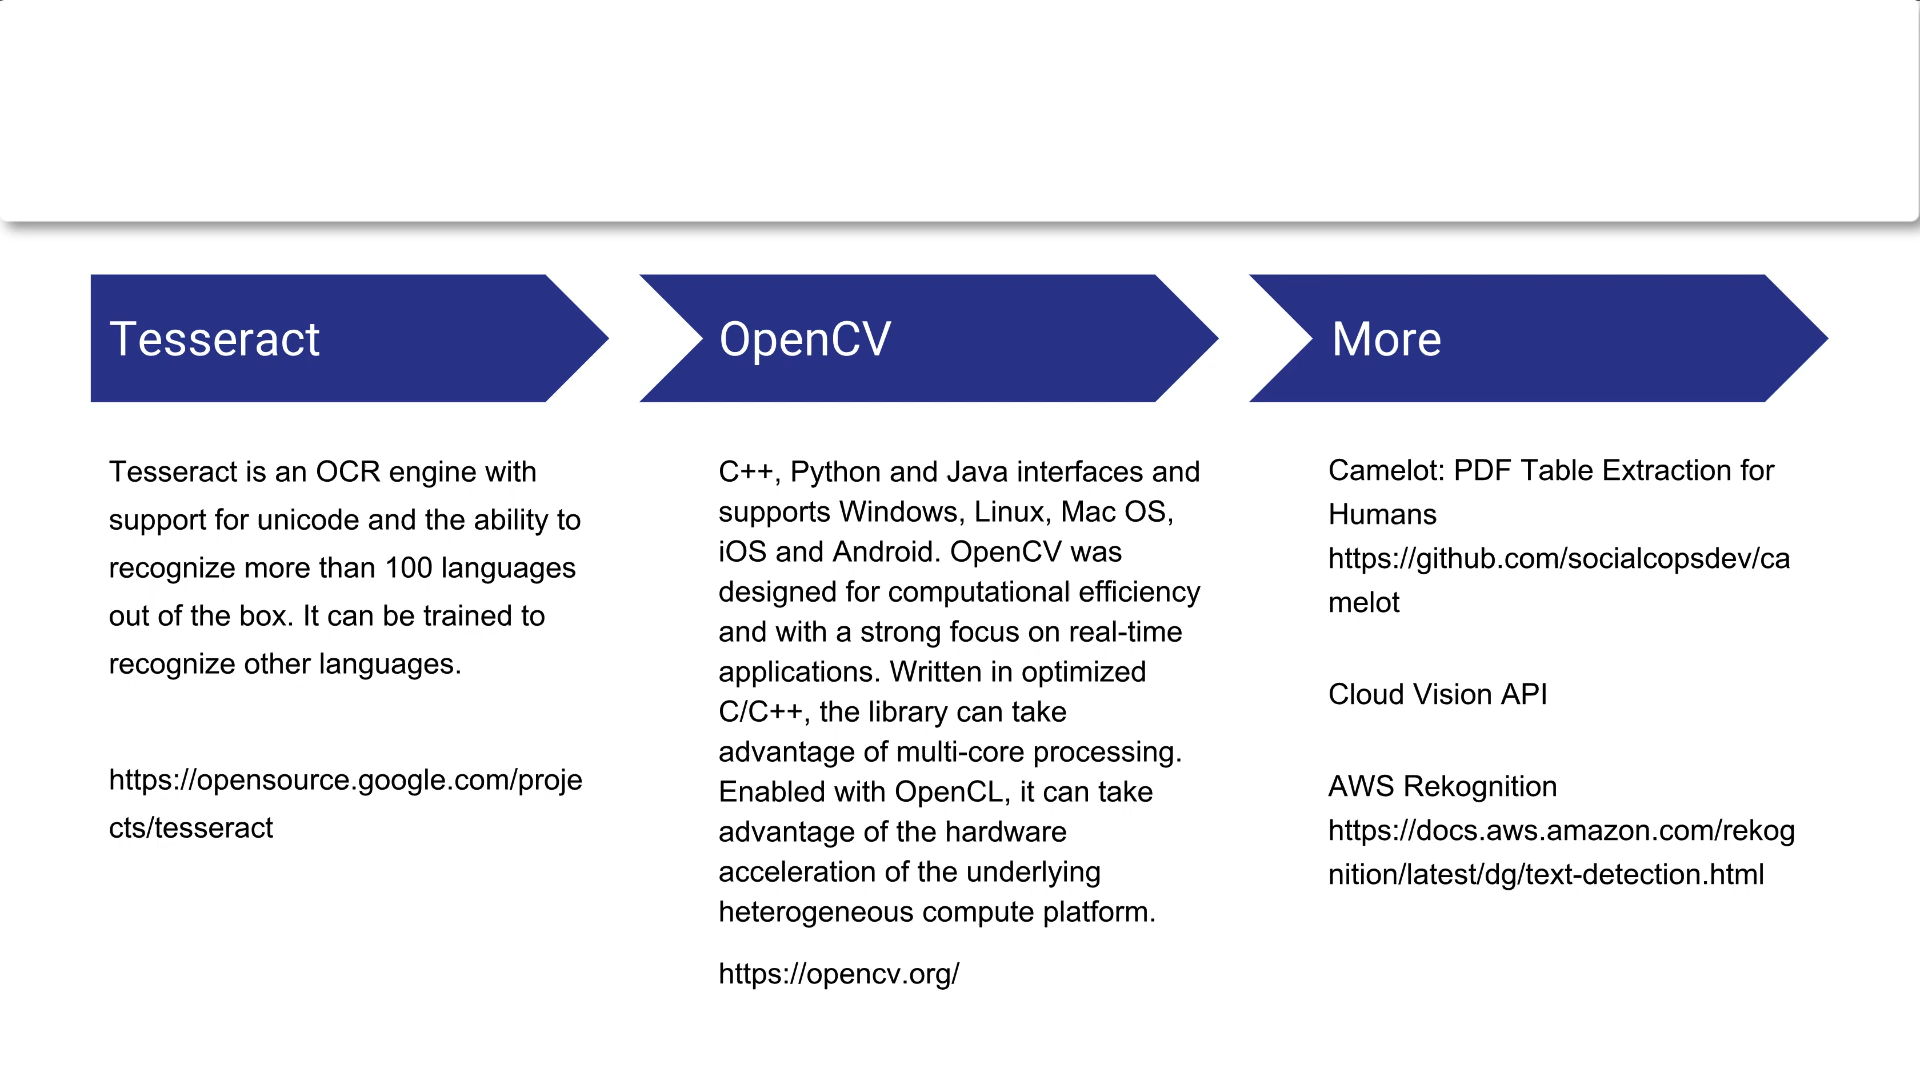 Tesseract
Tesseract is an OCR engine with
support for unicode and the ability to
recognize more than 100 languages
out of the box. It can be trained to
recognize other languages.
https://opensource.google.com/proje
cts/tesseract
OpenCV
C++, Python and Java interfaces and
supports Windows, Linux, Mac OS,
iOS and Android. OpenCV was
designed for computational efficiency
and with a strong focus on real-time
applications. Written in optimized
C/C++, the library can take
advantage of multi-core processing.
Enabled with OpenCL, it can take
advantage of the hardware
acceleration of the underlying
heterogeneous compute platform.
https://opencv.org/
More
Camelot: PDF Table Extraction for
Humans
https://github.com/socialcopsdev/ca
melot
Cloud Vision API
AWS Rekognition
https://docs.aws.amazon.com/rekog
nition/latest/dg/text-detection.html